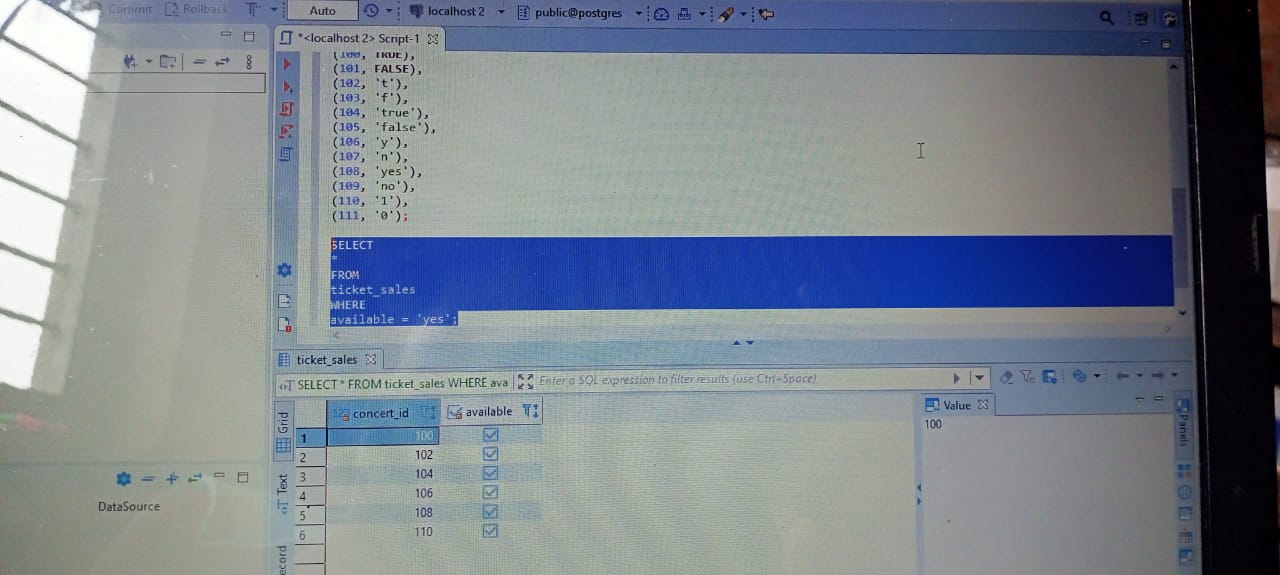 Commit Rollback Auto localhost 2 public@postgres
*<localhost 2> Script-1
(100, TRUE),
(101, FALSE),
(102, 't'),
(103, 'f'),
(104, 'true'),
(105, 'false'),
(106, 'y'),
(107, 'n'),
(108, 'yes'),
(109, 'no'),
(110, '1'),
(111, '0');
SELECT
*
FROM
ticket_sales
WHERE
available = 'yes';
ticket_sales
SELECT * FROM ticket_sales WHERE ava Enter a SQL expression to filter results (use Ctrl+Space)
Grid
Text
ecord
123 concert_id available
1 100
2 102
3 104
4 106
5 108
6 110
Value
100
Panels
DataSource